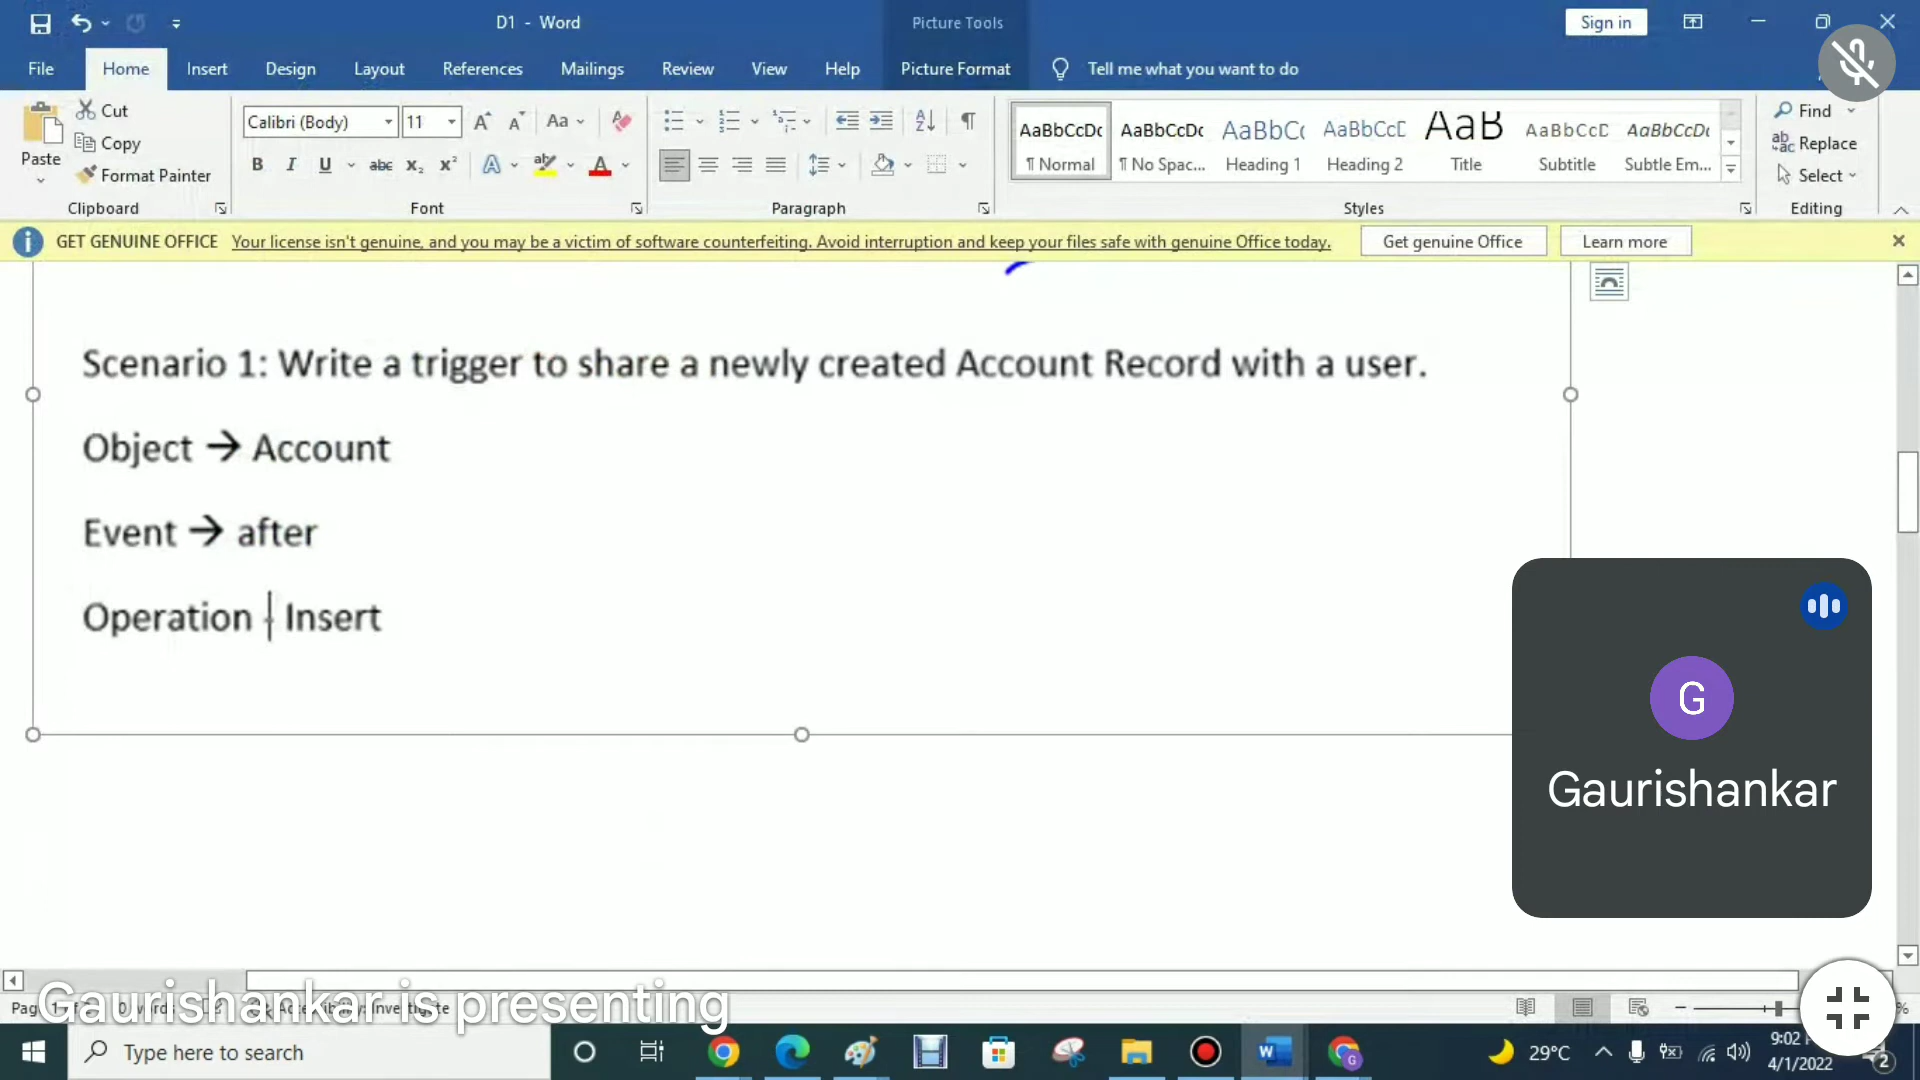 D1 - Word
Picture Tools
Sign in
File
Home
Insert
Design
Layout
References
Mailings
Review
View
Help
Picture Format
Tell me what you want to do
Paste
Cut
Copy
Format Painter
Clipboard
Calibri (Body)
11
Font
Paragraph
AaBbCcDc
¶ Normal
AaBbCcDc
¶ No Spac...
AaBbC
Heading 1
AaBbCcE
Heading 2
AaB
Title
AaBbCcD
Subtitle
AaBbCcDc
Subtle Em...
Styles
Find
Replace
Select
Editing
GET GENUINE OFFICE Your license isn't genuine, and you may be a victim of software counterfeiting. Avoid interruption and keep your files safe with genuine Office today.
Get genuine Office
Learn more
Scenario 1: Write a trigger to share a newly created Account Record with a user.
Object → Account
Event → after
Operation - Insert
G
Gaurishankar
Gaurishankar is presenting
Type here to search
29°C
9:02
4/1/2022
2